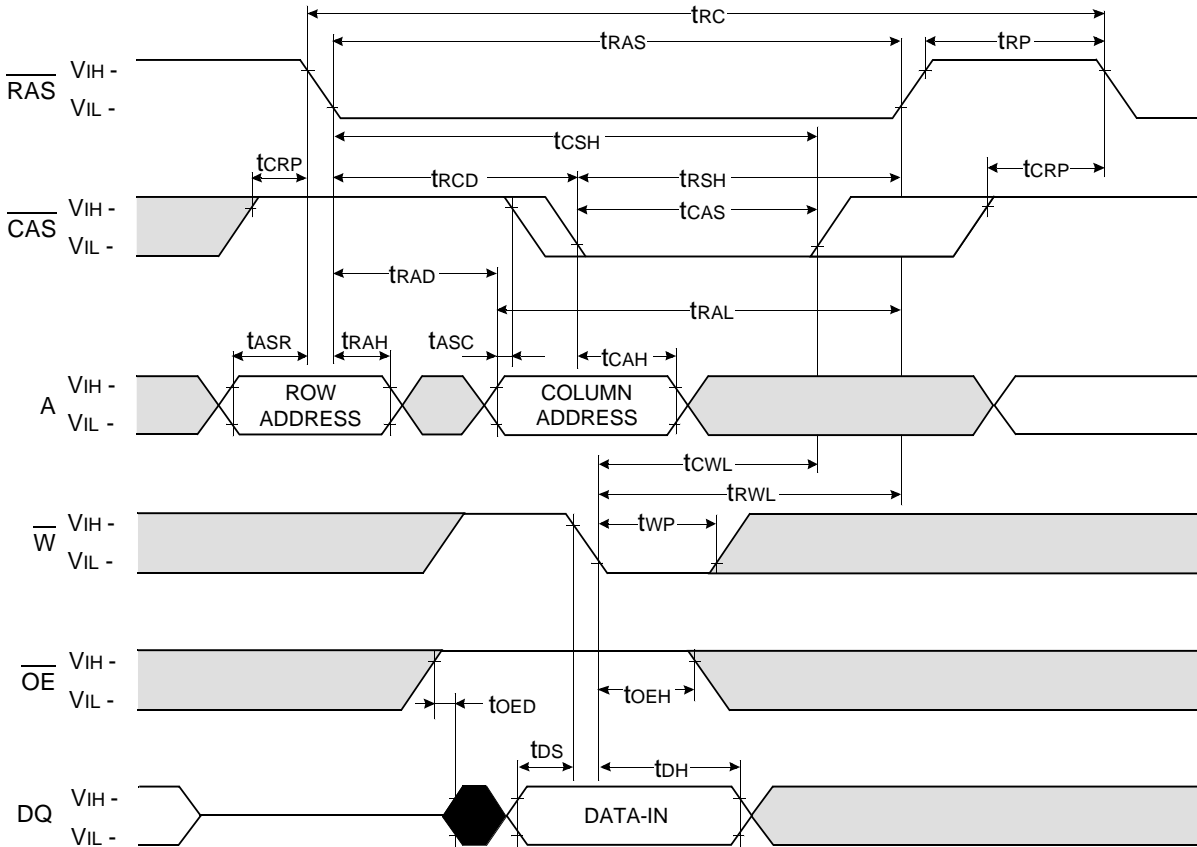 tRC
tRAS
tRP
RAS
VIH -
VIL -
tCSH
tCRP
tRCD
tRSH
tCRP
CAS
VIH -
VIL -
tCAS
tRAD
tRAL
tASR
tRAH
tASC
tCAH
A
VIH -
VIL -
ROW
ADDRESS
COLUMN
ADDRESS
tCWL
tRWL
W
VIH -
VIL -
tWP
OE
VIH -
VIL -
tOED
tOEH
tDS
tDH
DQ
VIH -
VIL -
DATA-IN